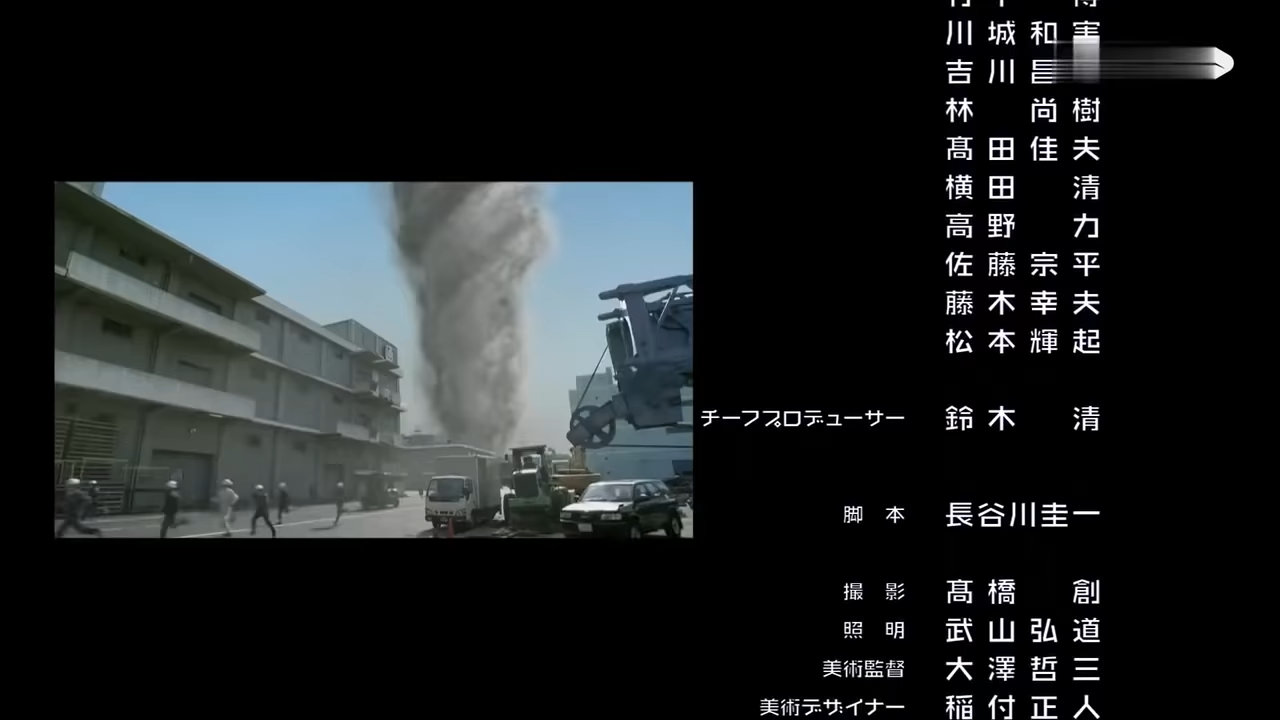 川城和
吉川
林 尚樹
髙田佳夫
横田 清
高野 力
佐藤宗平
藤木幸夫
松本輝起
チーフプロデューサー 鈴木 清
脚本 長谷川圭一
撮影 髙橋 創
照明 武山弘道
美術監督 大澤哲三
美術デザイナー 稲付正人